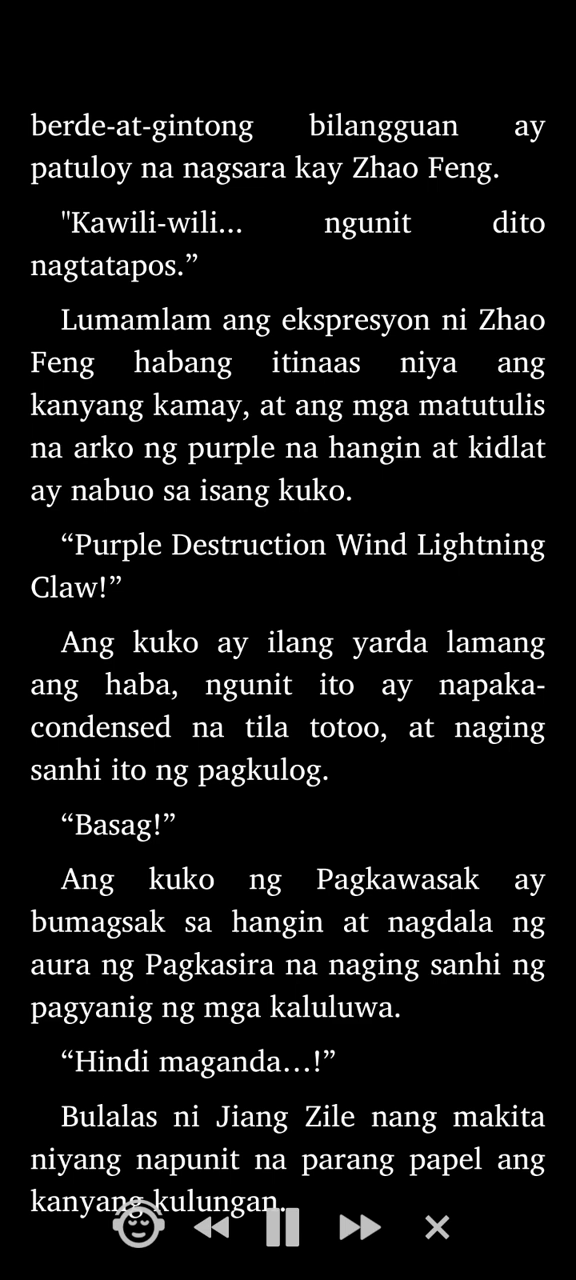 berde-at-gintong bilangguan ay
patuloy na nagsara kay Zhao Feng.
"Kawili-wili... ngunit dito
nagtatapos.”
Lumamlam ang ekspresyon ni Zhao
Feng habang itinaas niya ang
kanyang kamay, at ang mga matutulis
na arko ng purple na hangin at kidlat
ay nabuo sa isang kuko.
“Purple Destruction Wind Lightning
Claw!”
Ang kuko ay ilang yarda lamang
ang haba, ngunit ito ay napaka-
condensed na tila totoo, at naging
sanhi ito ng pagkulog.
“Basag!”
Ang kuko ng Pagkawasak ay
bumagsak sa hangin at nagdala ng
aura ng Pagkasira na naging sanhi ng
pagyanig ng mga kaluluwa.
“Hindi maganda…!”
Bulalas ni Jiang Zile nang makita
niyang napunit na parang papel ang
kanyang kulungan.